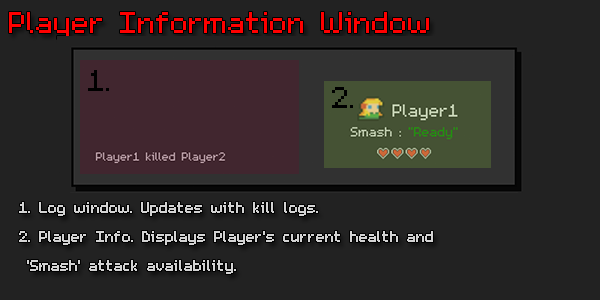 Player Information Window
1.
2.
Player1
Smash : "Ready"
Player1 killed Player2
1. Log window. Updates with kill logs.
2. Player Info. Displays Player's current health and
'Smash' attack availability.